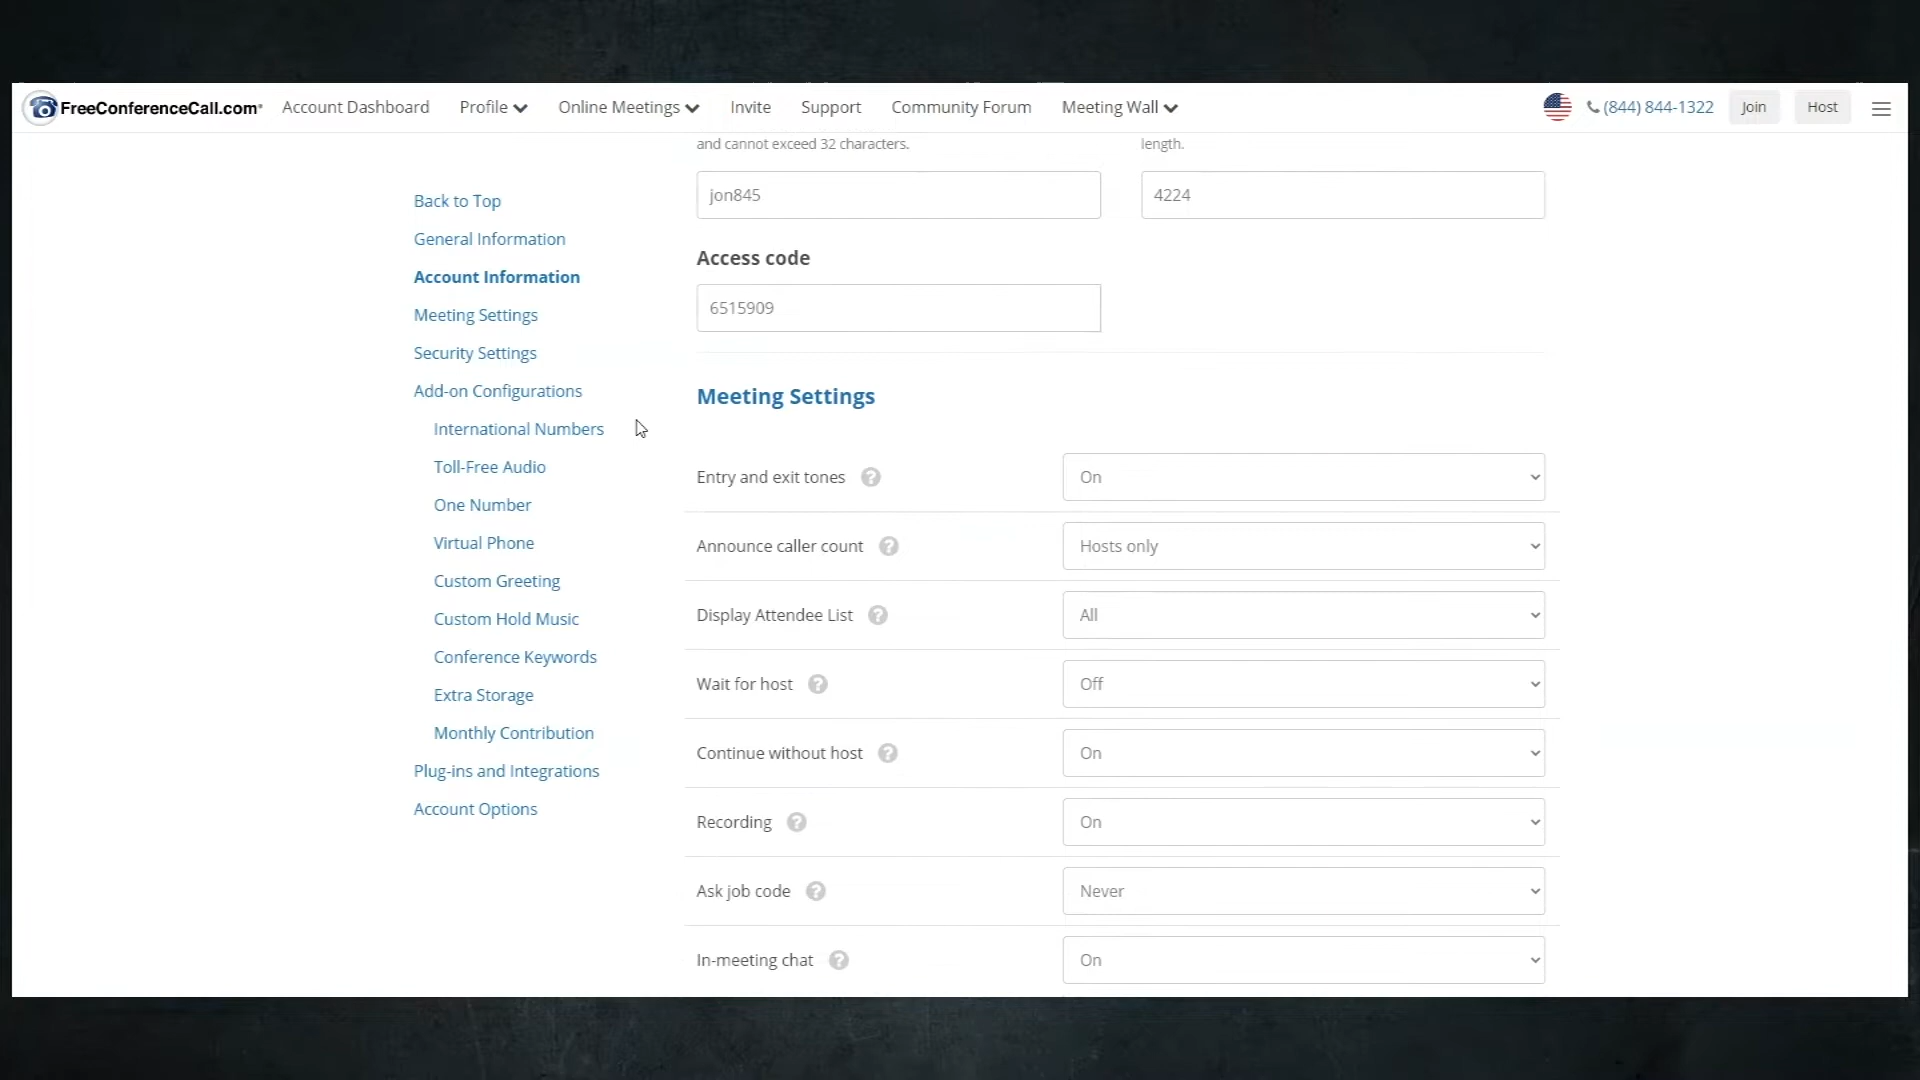 FreeConferenceCall.com
Account Dashboard
Profile
Online Meetings
Invite
Support
Community Forum
Meeting Wall
(844) 844-1322
Join
Host
and cannot exceed 32 characters.
length.
jon845
4224
Access code
6515909
Back to Top
General Information
Account Information
Meeting Settings
Security Settings
Add-on Configurations
International Numbers
Toll-Free Audio
One Number
Virtual Phone
Custom Greeting
Custom Hold Music
Conference Keywords
Extra Storage
Monthly Contribution
Plug-ins and Integrations
Account Options
Meeting Settings
Entry and exit tones ? On
Announce caller count ? Hosts only
Display Attendee List ? All
Wait for host ? Off
Continue without host ? On
Recording ? On
Ask job code ? Never
In-meeting chat ? On